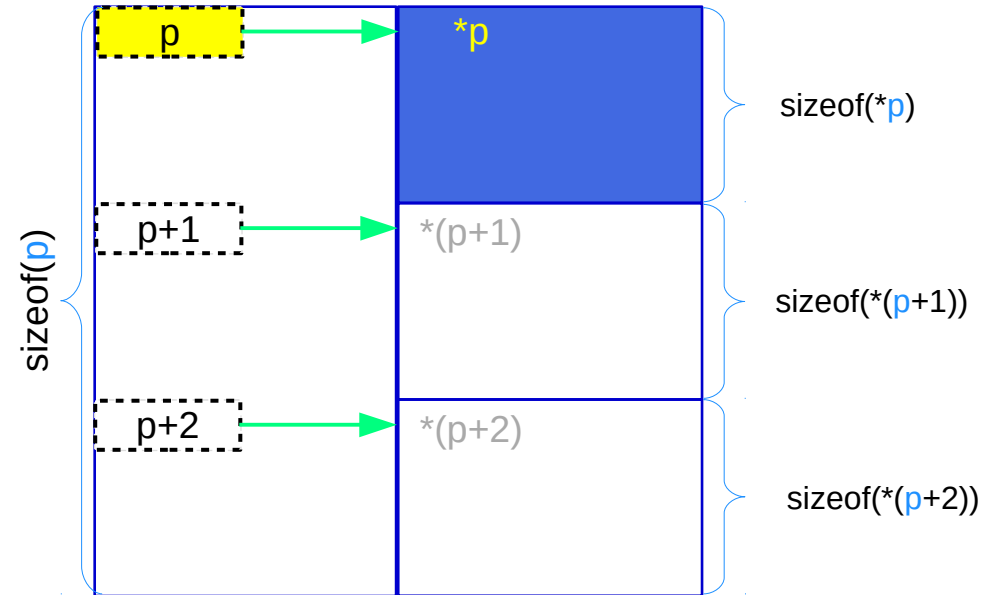 p
*p
sizeof(*p)
sizeof(p)
p+1
*(p+1)
sizeof(*(p+1))
p+2
*(p+2)
sizeof(*(p+2))